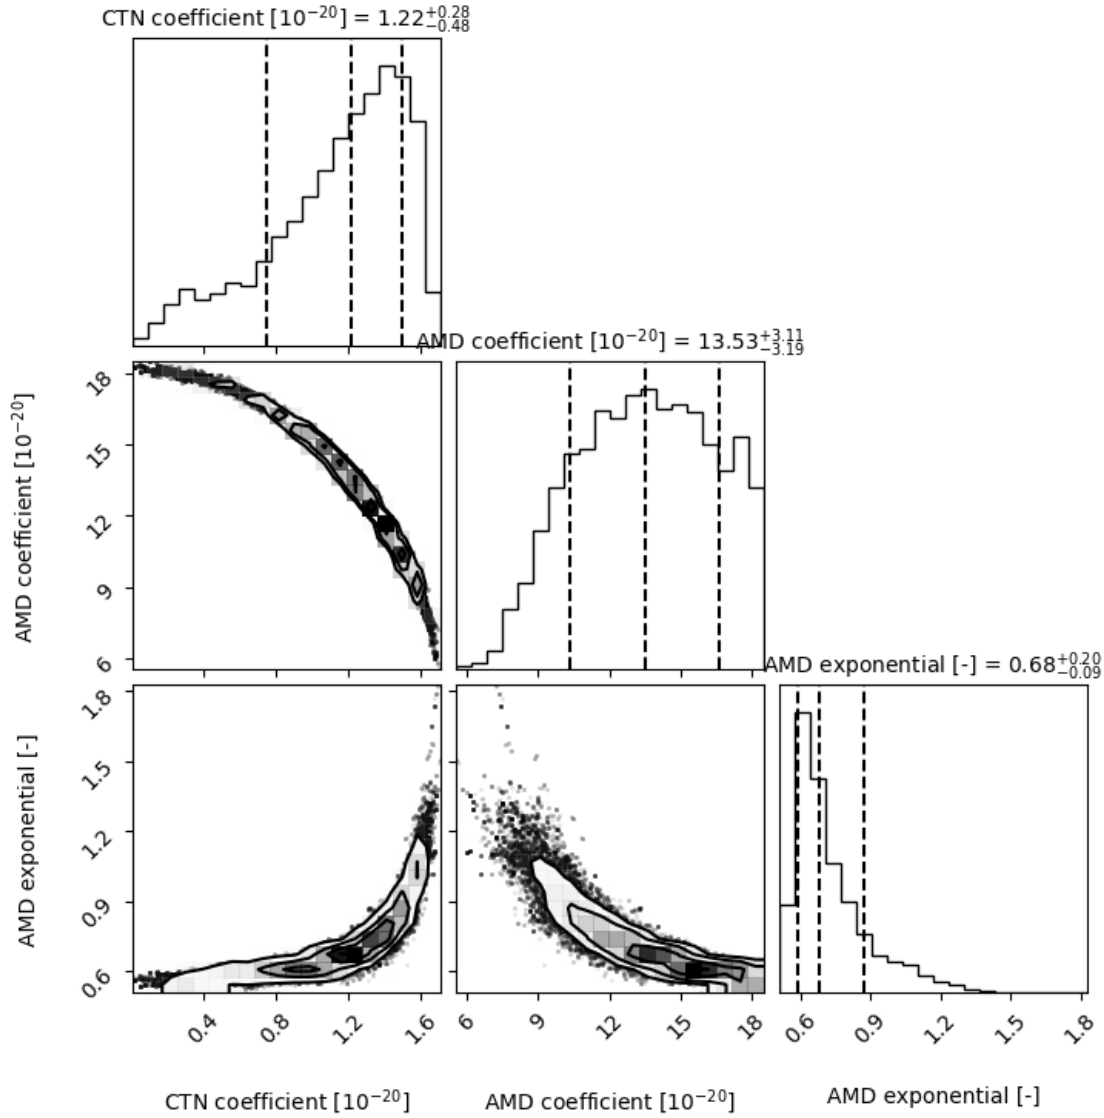 CTN coefficient [10⁻²⁰] = 1.22⁺⁰·²⁸₋₀.₄₈
AMD coefficient [10⁻²⁰] = 13.53⁺³·¹¹₋₃.₁₉
18
15
12
9
6
AMD coefficient [10⁻²⁰]
AMD exponential [-] = 0.68⁺⁰·²⁰₋₀.₀₉
1.8
1.5
1.2
0.9
0.6
AMD exponential [-]
0.4 0.8 1.2 1.6
6 9 12 15 18
0.6 0.9 1.2 1.5 1.8
CTN coefficient [10⁻²⁰]
AMD coefficient [10⁻²⁰]
AMD exponential [-]